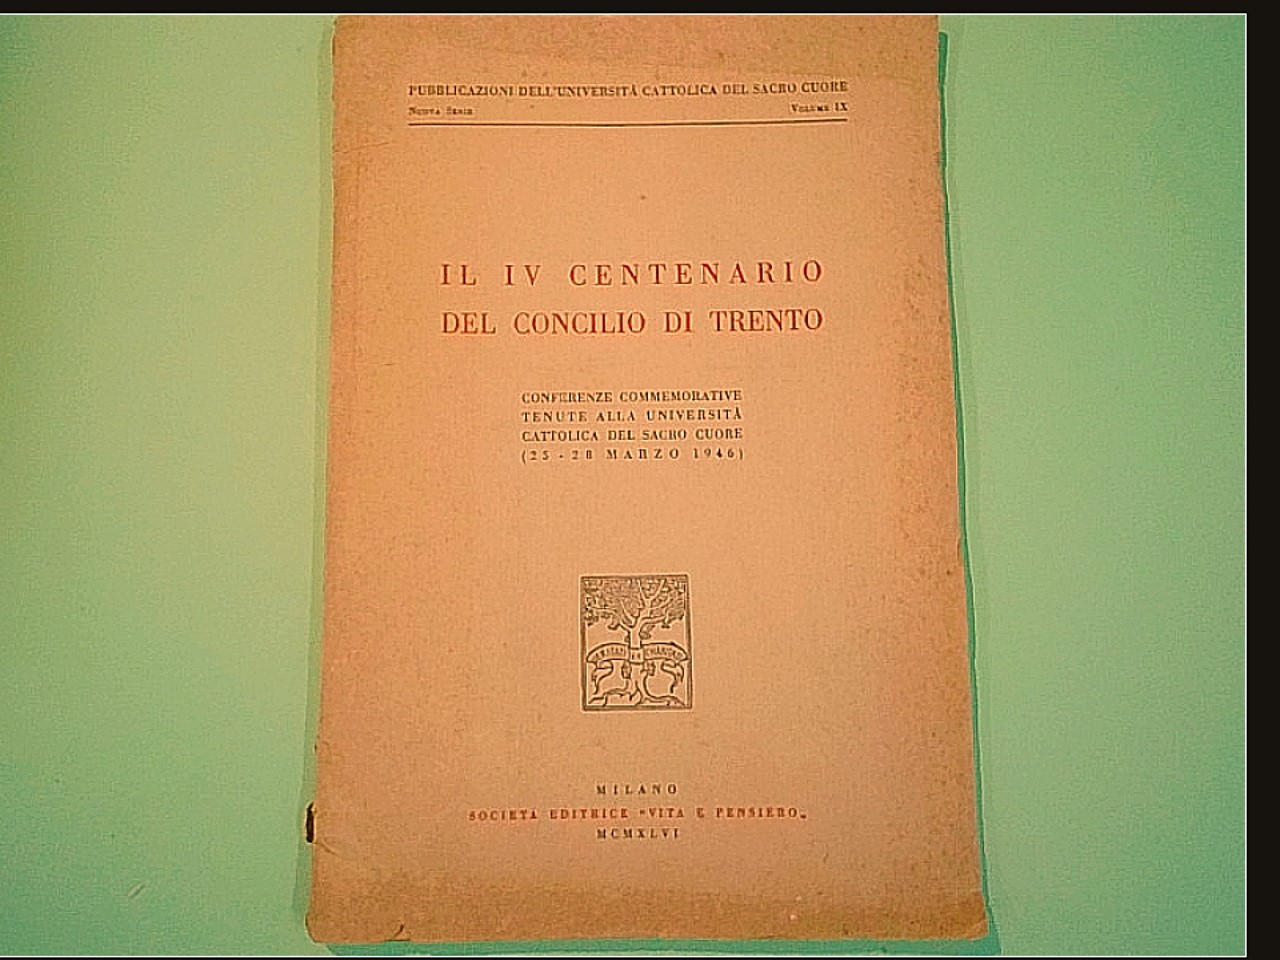 PUBBLICAZIONI DELL'UNIVERSITÀ CATTOLICA DEL SACRO CUORE
NUOVA SERIE VOLUME IX
IL IV CENTENARIO
DEL CONCILIO DI TRENTO
CONFERENZE COMMEMORATIVE
TENUTE ALLA UNIVERSITÀ
CATTOLICA DEL SACRO CUORE
(25 - 28 MARZO 1946)
MILANO
SOCIETÀ EDITRICE "VITA E PENSIERO„
MCMXLVI